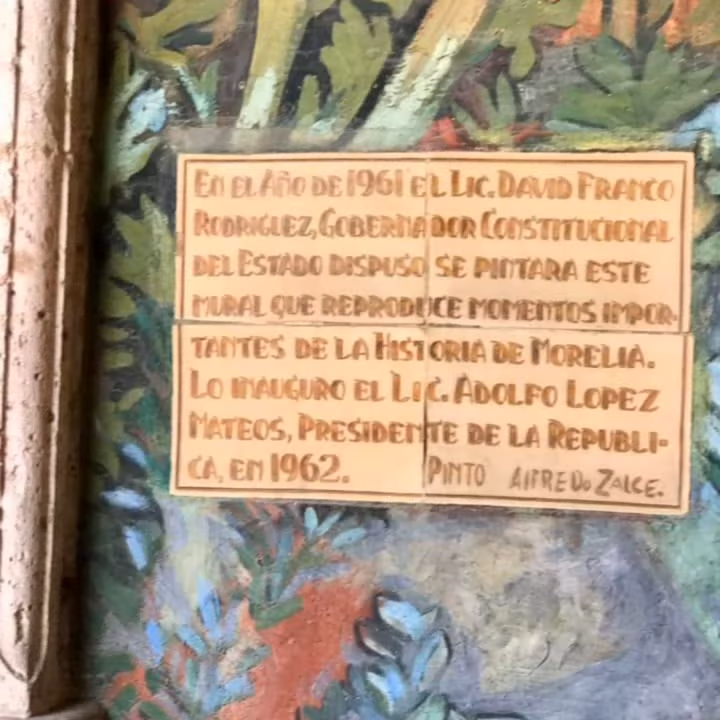 EN EL AÑO DE 1961 EL LIC. DAVID FRANCO
RODRIGUEZ, GOBERNADOR CONSTITUCIONAL
DEL ESTADO DISPUSO SE PINTARA ESTE
MURAL QUE REPRODUCE MOMENTOS IMPOR-
TANTES DE LA HISTORIA DE MORELIA.
LO INAUGURO EL LIC. ADOLFO LOPEZ
MATEOS, PRESIDENTE DE LA REPUBLI-
CA, EN 1962. PINTO ALFREDO ZALCE.